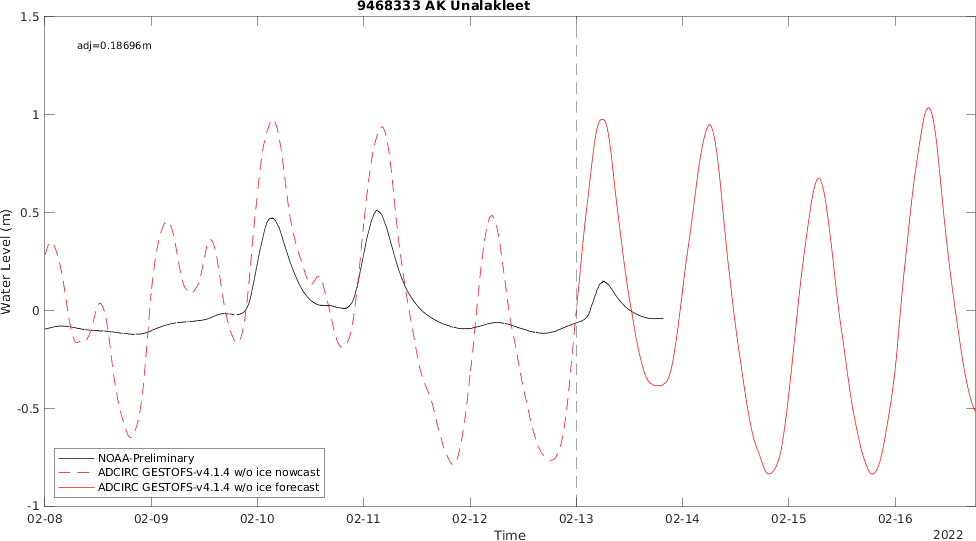 9468333 AK Unalakleet
1.5
adj=0.18696m
1
0.5
Water Level (m)
0
-0.5
NOAA-Preliminary
ADCIRC GESTOFS-v4.1.4 w/o ice nowcast
ADCIRC GESTOFS-v4.1.4 w/o ice forecast
-1
02-08 02-09 02-10 02-11 02-12 02-13 02-14 02-15 02-16
Time
2022